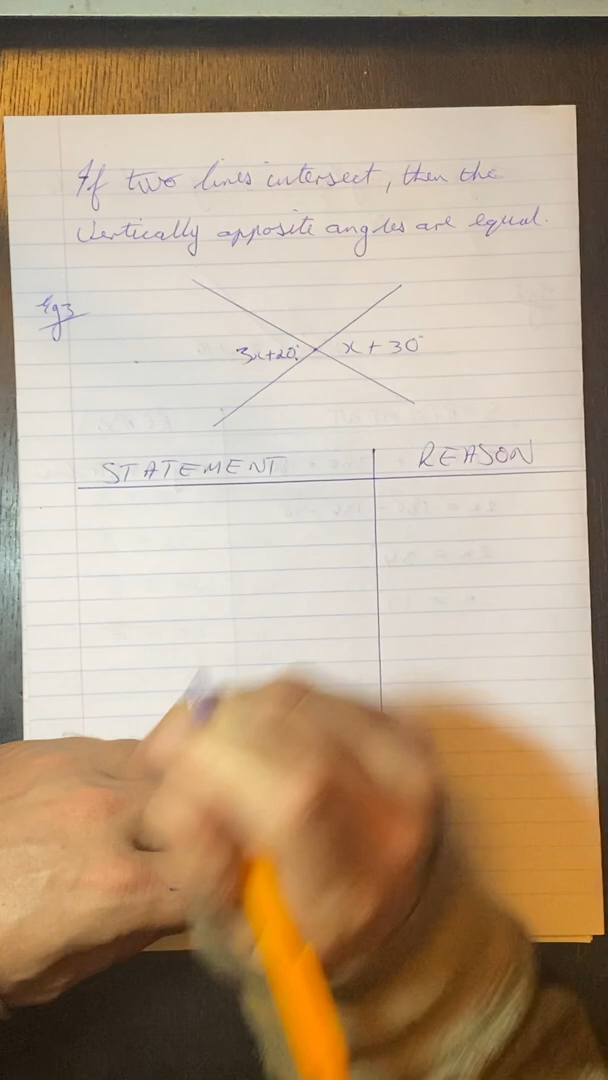 If two lines intersect, then the
vertically opposite angles are equal.
Eg3
3x+20° x + 30°
STATEMENT REASON